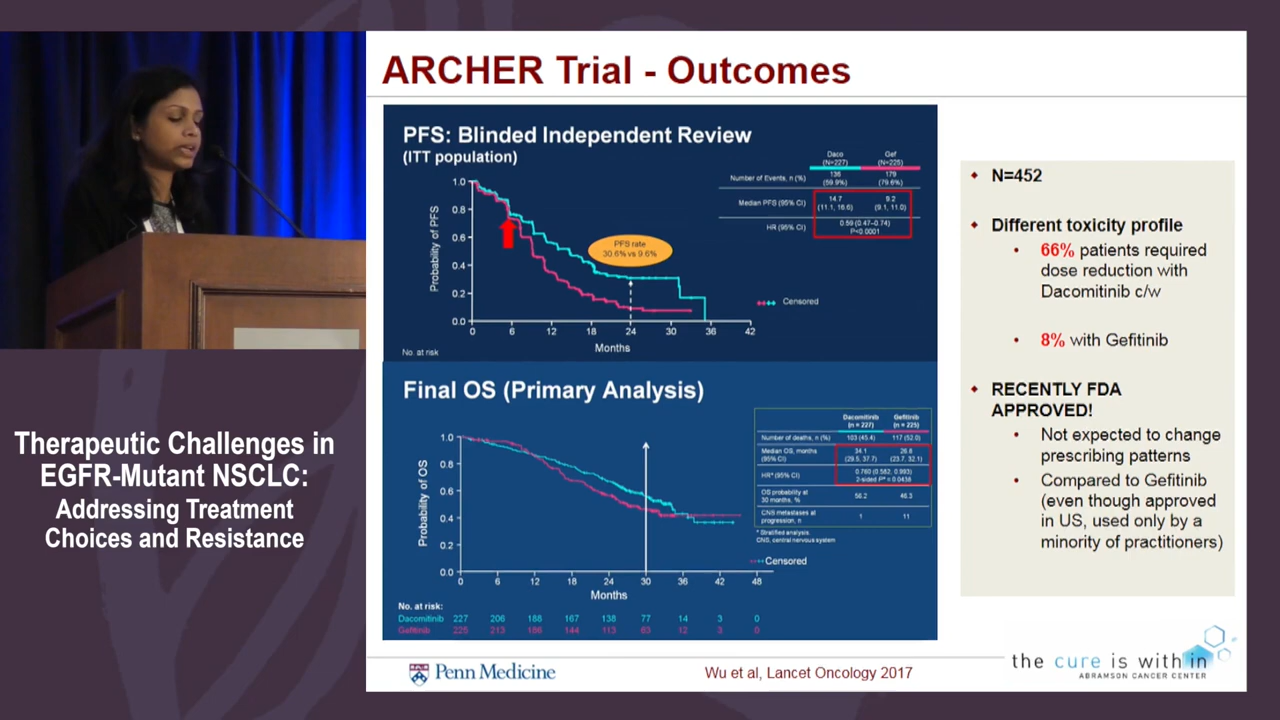 ARCHER Trial - Outcomes
PFS: Blinded Independent Review
(ITT population)
Daco Gef
(N=227) (N=225)
Number of Events, n (%) 136 179
(59.9%) (79.6%)
Median PFS (95% CI) 14.7 9.2
(11.1, 16.6) (9.1, 11.0)
HR (95% CI) 0.59 (0.47–0.74)
P<0.0001
PFS rate
30.6% vs 9.6%
Probability of PFS
1.0
0.8
0.6
0.4
0.2
0.0
0 6 12 18 24 30 36 42
Months
Censored
No. at risk
Final OS (Primary Analysis)
Dacomitinib Gefitinib
(n = 227) (n = 225)
Number of deaths, n (%) 103 (45.4) 117 (52.0)
Median OS, months 34.1 26.8
(95% CI) (29.5, 37.7) (23.7, 32.1)
HR* (95% CI) 0.760 (0.582, 0.993)
2-sided P* = 0.0438
OS probability at 56.2 46.3
30 months, %
CNS metastases at 1 11
progression, n
* Stratified analysis.
CNS, central nervous system
Probability of OS
1.0
0.8
0.6
0.4
0.2
0.0
0 6 12 18 24 30 36 42 48
Months
Censored
No. at risk:
Dacomitinib 227 206 188 167 138 77 14 3 0
Gefitinib 225 213 186 144 113 63 12 3 0
N=452
Different toxicity profile
66% patients required
dose reduction with
Dacomitinib c/w
8% with Gefitinib
RECENTLY FDA
APPROVED!
Not expected to change
prescribing patterns
Compared to Gefitinib
(even though approved
in US, used only by a
minority of practitioners)
Therapeutic Challenges in
EGFR-Mutant NSCLC:
Addressing Treatment
Choices and Resistance
Penn Medicine
Wu et al, Lancet Oncology 2017
the cure is within
ABRAMSON CANCER CENTER